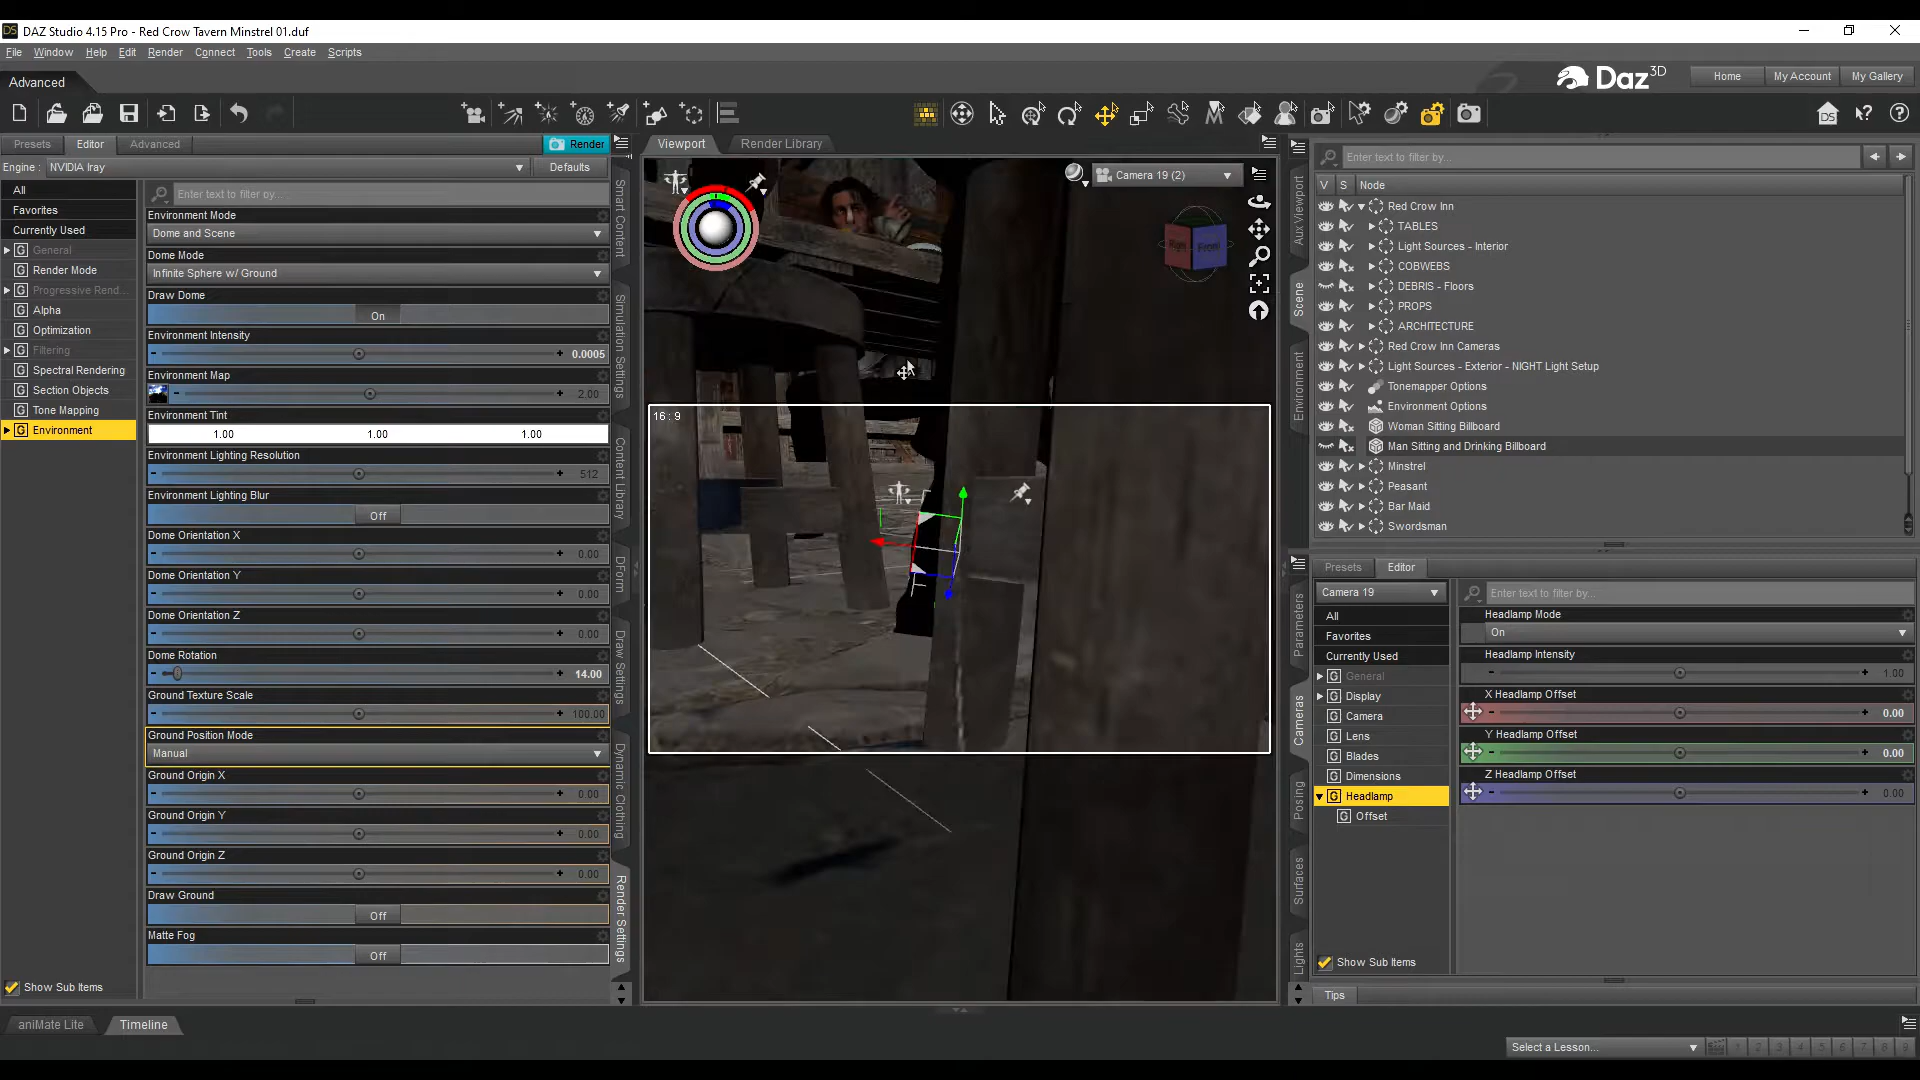 DAZ Studio 4.15 Pro - Red Crow Tavern Minstrel 01.duf
File Window Help Edit Render Connect Tools Create Scripts
Advanced
Daz3D
Home My Account My Gallery
Presets Editor Advanced Render
Engine : NVIDIA Iray Defaults
All
Favorites
Currently Used
General
Render Mode
Progressive Rend...
Alpha
Optimization
Filtering
Spectral Rendering
Section Objects
Tone Mapping
Environment
Show Sub Items
Enter text to filter by...
Environment Mode
Dome and Scene
Dome Mode
Infinite Sphere w/ Ground
Draw Dome
On
Environment Intensity
0.0005
Environment Map
2.00
Environment Tint
1.00 1.00 1.00
Environment Lighting Resolution
512
Environment Lighting Blur
Off
Dome Orientation X
0.00
Dome Orientation Y
0.00
Dome Orientation Z
0.00
Dome Rotation
14.00
Ground Texture Scale
100.00
Ground Position Mode
Manual
Ground Origin X
0.00
Ground Origin Y
0.00
Ground Origin Z
0.00
Draw Ground
Off
Matte Fog
Off
Smart Content
Simulation Settings
Content Library
DForm
Draw Settings
Dynamic Clothing
Render Settings
Viewport Render Library
Camera 19 (2)
Front
16 : 9
Aux Viewport
Scene
Environment
Enter text to filter by...
V S Node
Red Crow Inn
TABLES
Light Sources - Interior
COBWEBS
DEBRIS - Floors
PROPS
ARCHITECTURE
Red Crow Inn Cameras
Light Sources - Exterior - NIGHT Light Setup
Tonemapper Options
Environment Options
Woman Sitting Billboard
Man Sitting and Drinking Billboard
Minstrel
Peasant
Bar Maid
Swordsman
Parameters
Cameras
Posing
Surfaces
Lights
Presets Editor
Camera 19
All
Favorites
Currently Used
General
Display
Camera
Lens
Blades
Dimensions
Headlamp
Offset
Show Sub Items
Enter text to filter by...
Headlamp Mode
On
Headlamp Intensity
1.00
X Headlamp Offset
0.00
Y Headlamp Offset
0.00
Z Headlamp Offset
0.00
Tips
aniMate Lite Timeline
Select a Lesson... 1 2 3 4 5 6 7 8 9